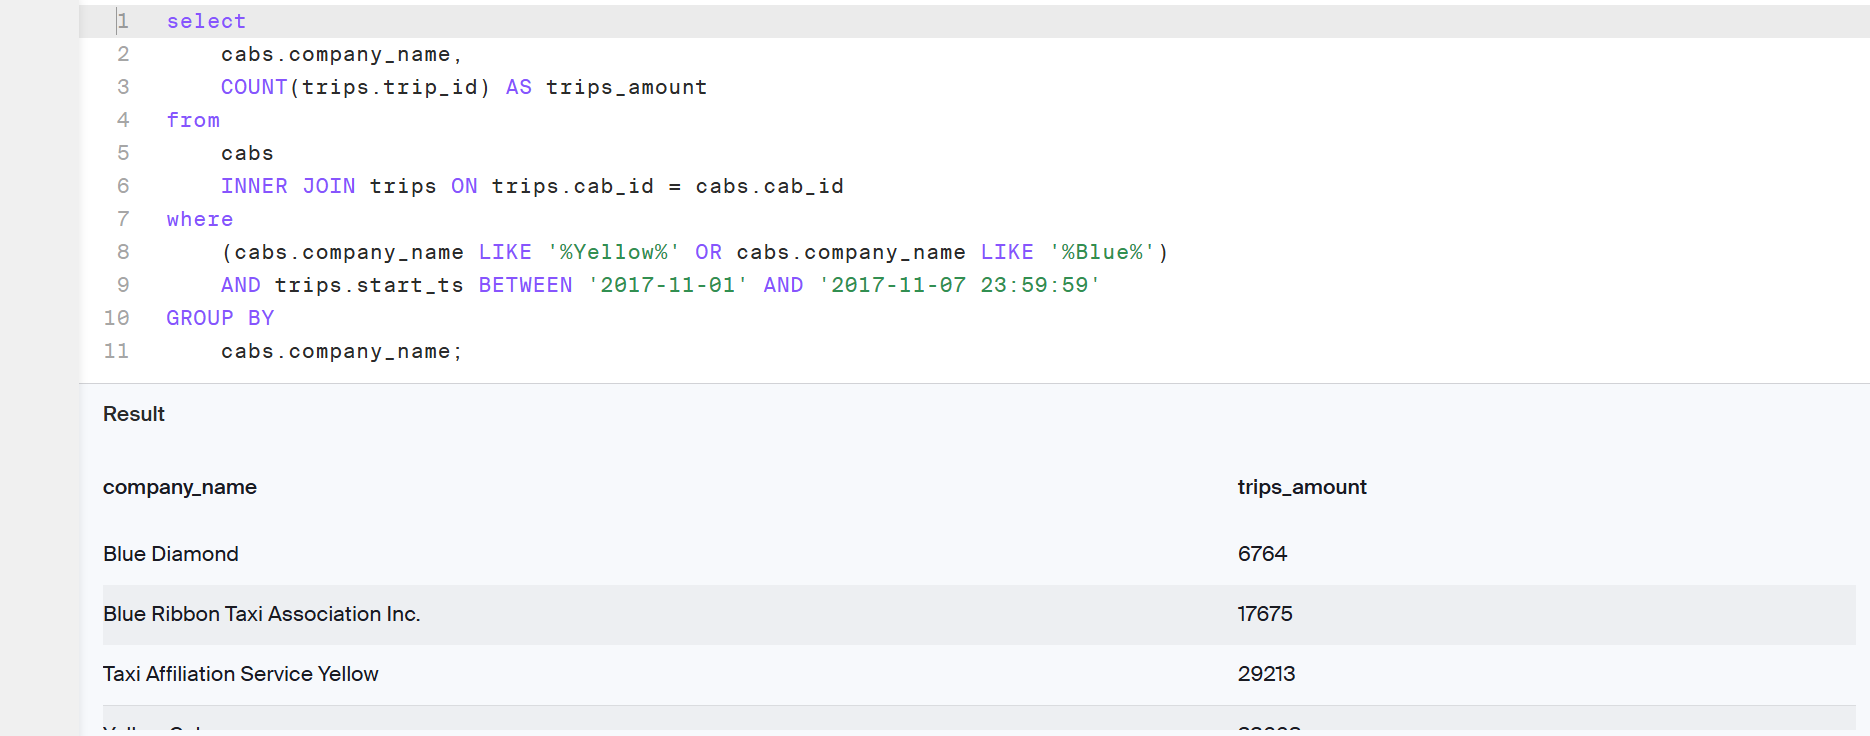 1 select
2 cabs.company_name,
3 COUNT(trips.trip_id) AS trips_amount
4 from
5 cabs
6 INNER JOIN trips ON trips.cab_id = cabs.cab_id
7 where
8 (cabs.company_name LIKE '%Yellow%' OR cabs.company_name LIKE '%Blue%')
9 AND trips.start_ts BETWEEN '2017-11-01' AND '2017-11-07 23:59:59'
10 GROUP BY
11 cabs.company_name;
Result
company_name trips_amount
Blue Diamond 6764
Blue Ribbon Taxi Association Inc. 17675
Taxi Affiliation Service Yellow 29213